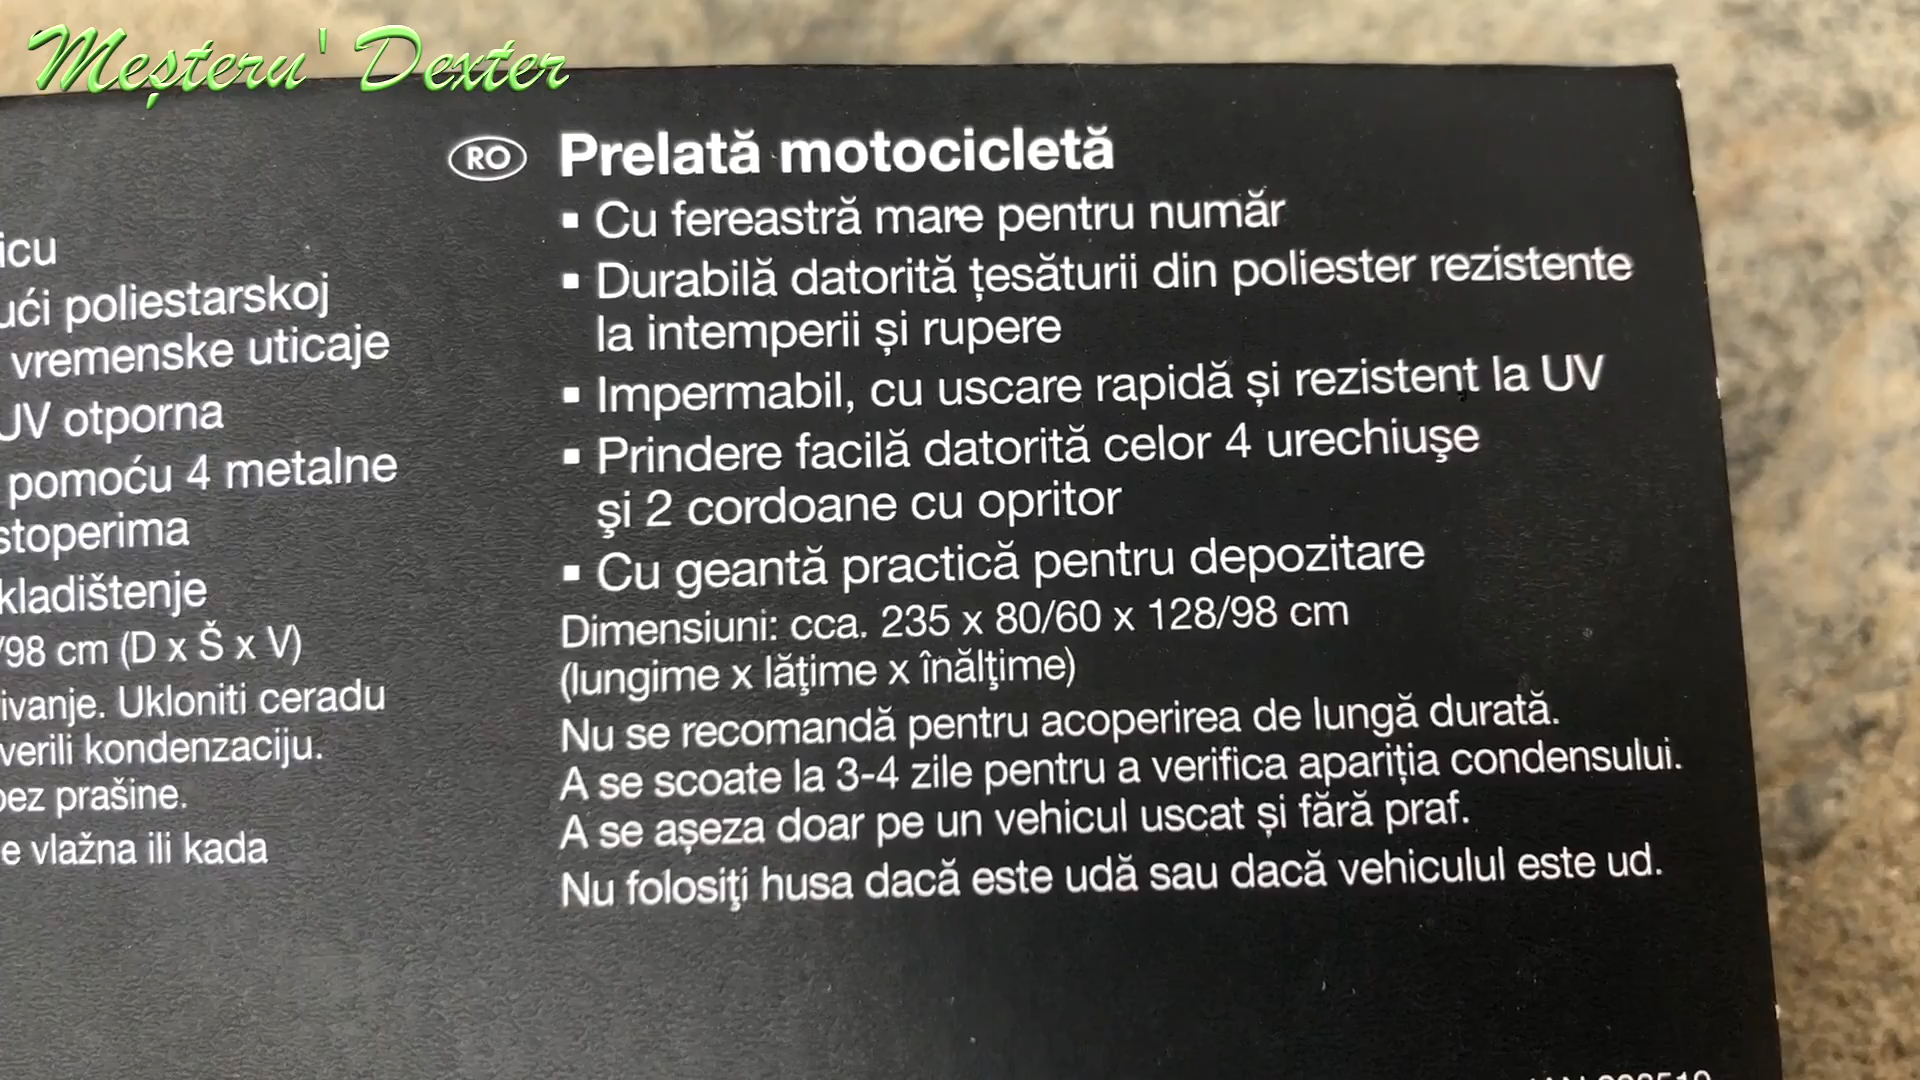 Meșteru' Dexter
icu
ući poliestarskoj
vremenske uticaje
UV otporna
pomoću 4 metalne
stoperima
kladištenje
/98 cm (D x Š x V)
ivanje. Ukloniti ceradu
verili kondenzaciju.
bez prašine.
e vlažna ili kada
RO Prelată motocicletă
▪ Cu fereastră mare pentru număr
▪ Durabilă datorită țesăturii din poliester rezistente
la intemperii și rupere
▪ Impermabil, cu uscare rapidă și rezistent la UV
▪ Prindere facilă datorită celor 4 urechiuşe
şi 2 cordoane cu opritor
▪ Cu geantă practică pentru depozitare
Dimensiuni: cca. 235 x 80/60 x 128/98 cm
(lungime x lăţime x înălţime)
Nu se recomandă pentru acoperirea de lungă durată.
A se scoate la 3-4 zile pentru a verifica apariția condensului.
A se așeza doar pe un vehicul uscat și fără praf.
Nu folosiţi husa dacă este udă sau dacă vehiculul este ud.